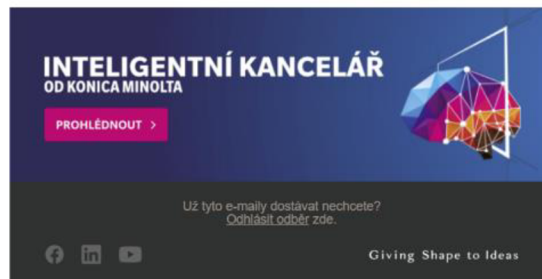 INTELIGENTNÍ KANCELÁŘ
OD KONICA MINOLTA
PROHLÉDNOUT >
Už tyto e-maily dostávat nechcete?
Odhlásit odběr zde.
Giving Shape to Ideas